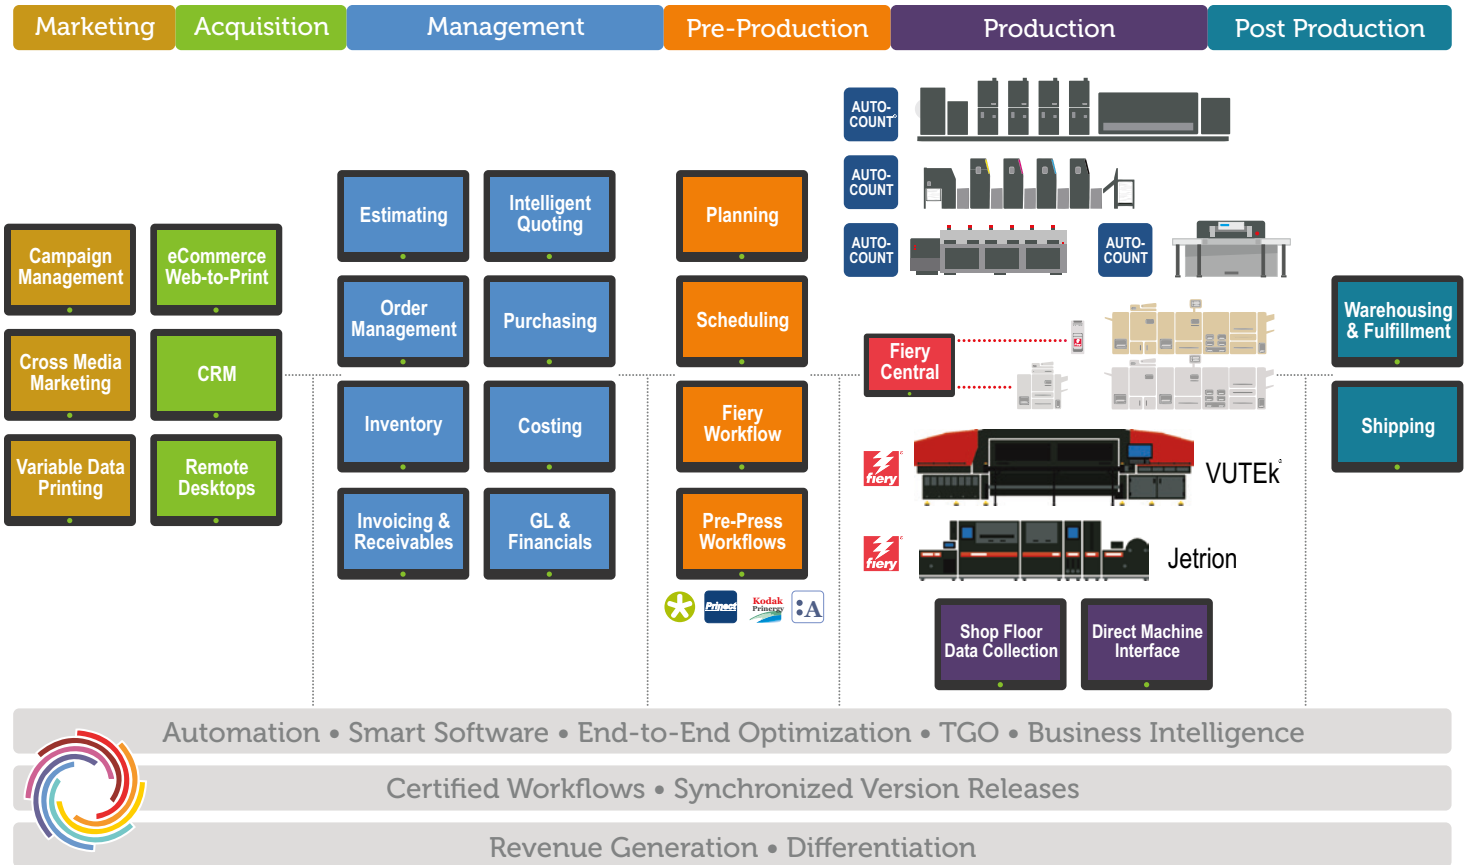 Marketing
Acquisition
Management
Pre-Production
Production
Post Production
Campaign
Management
Cross Media
Marketing
Variable Data
Printing
eCommerce
Web-to-Print
CRM
Remote
Desktops
Estimating
Intelligent
Quoting
Order
Management
Purchasing
Inventory
Costing
Invoicing &
Receivables
GL &
Financials
Planning
Scheduling
Fiery
Workflow
Pre-Press
Workflows
Prinect
Kodak
Prinergy
:A
AUTO-
COUNT
AUTO-
COUNT
AUTO-
COUNT
AUTO-
COUNT
Fiery
Central
fiery
VUTEk
fiery
Jetrion
Shop Floor
Data Collection
Direct Machine
Interface
Warehousing
& Fulfillment
Shipping
Automation • Smart Software • End-to-End Optimization • TGO • Business Intelligence
Certified Workflows • Synchronized Version Releases
Revenue Generation • Differentiation